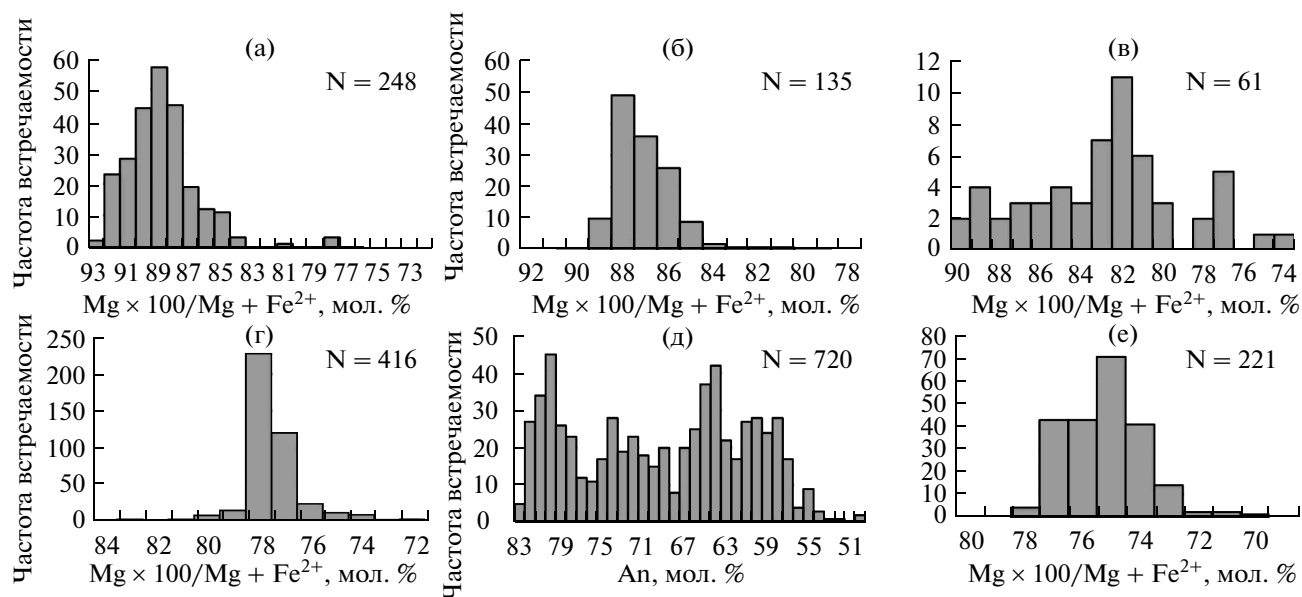 (а)
N = 248
Частота встречаемости
60
50
40
30
20
10
0
93 91 89 87 85 83 81 79 77 75 73
Mg × 100/Mg + Fe²⁺, мол. %
(б)
N = 135
Частота встречаемости
60
50
40
30
20
10
0
92 90 88 86 84 82 80 78
Mg × 100/Mg + Fe²⁺, мол. %
(в)
N = 61
12
10
8
6
4
2
0
90 88 86 84 82 80 78 76 74
Mg × 100/Mg + Fe²⁺, мол. %
(г)
N = 416
Частота встречаемости
250
200
150
100
50
0
84 82 80 78 76 74 72
Mg × 100/Mg + Fe²⁺, мол. %
(д)
N = 720
Частота встречаемости
50
40
30
20
10
0
83 79 75 71 67 63 59 55 51
An, мол. %
(е)
N = 221
80
70
60
50
40
30
20
10
0
80 78 76 74 72 70
Mg × 100/Mg + Fe²⁺, мол. %